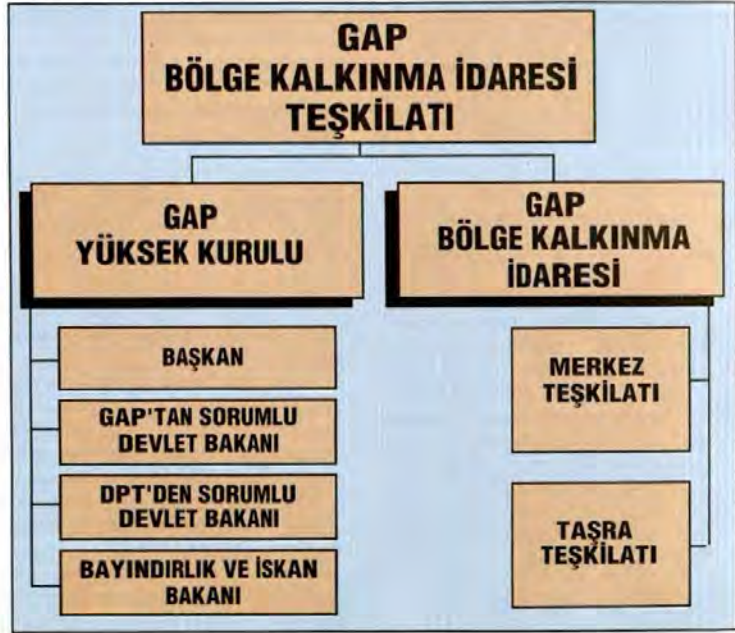 GAP
BÖLGE KALKINMA İDARESİ
TEŞKİLATI
GAP
YÜKSEK KURULU
BAŞKAN
GAP'TAN SORUMLU
DEVLET BAKANI
DPT'DEN SORUMLU
DEVLET BAKANI
BAYINDIRLIK VE İSKAN
BAKANI
GAP
BÖLGE KALKINMA
İDARESİ
MERKEZ
TEŞKİLATI
TAŞRA
TEŞKİLATI